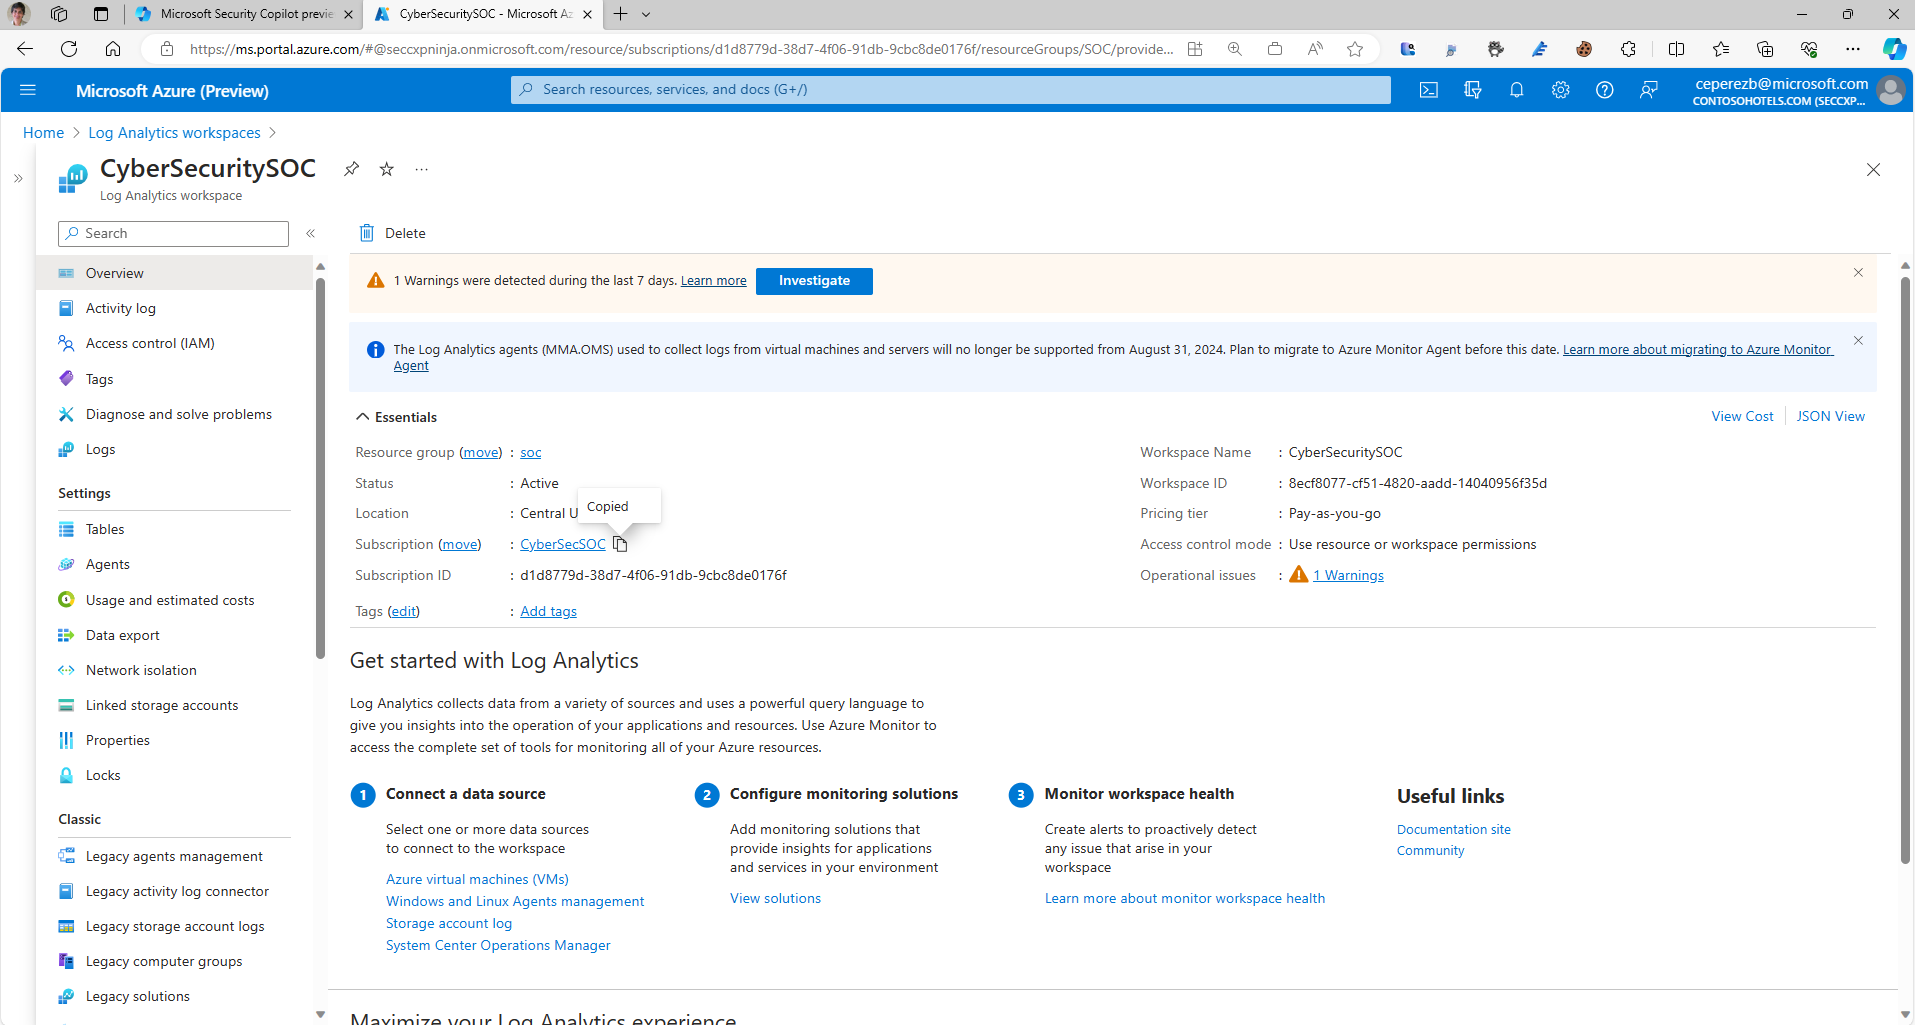 Microsoft Security Copilot previe
CyberSecuritySOC - Microsoft Az
https://ms.portal.azure.com/#@seccxpninja.onmicrosoft.com/resource/subscriptions/d1d8779d-38d7-4f06-91db-9cbc8de0176f/resourceGroups/SOC/provide...
Microsoft Azure (Preview)
Search resources, services, and docs (G+/)
ceperezb@microsoft.com
CONTOSOHOTELS.COM (SECCXP...
Home > Log Analytics workspaces >
CyberSecuritySOC
Log Analytics workspace
Search
Overview
Activity log
Access control (IAM)
Tags
Diagnose and solve problems
Logs
Settings
Tables
Agents
Usage and estimated costs
Data export
Network isolation
Linked storage accounts
Properties
Locks
Classic
Legacy agents management
Legacy activity log connector
Legacy storage account logs
Legacy computer groups
Legacy solutions
Delete
1 Warnings were detected during the last 7 days. Learn more Investigate
The Log Analytics agents (MMA.OMS) used to collect logs from virtual machines and servers will no longer be supported from August 31, 2024. Plan to migrate to Azure Monitor Agent before this date. Learn more about migrating to Azure Monitor
Agent
Essentials
View Cost
JSON View
Resource group (move) : soc
Status : Active
Copied
Location : Central U
Subscription (move) : CyberSecSOC
Subscription ID : d1d8779d-38d7-4f06-91db-9cbc8de0176f
Tags (edit) : Add tags
Workspace Name : CyberSecuritySOC
Workspace ID : 8ecf8077-cf51-4820-aadd-14040956f35d
Pricing tier : Pay-as-you-go
Access control mode : Use resource or workspace permissions
Operational issues : 1 Warnings
Get started with Log Analytics
Log Analytics collects data from a variety of sources and uses a powerful query language to
give you insights into the operation of your applications and resources. Use Azure Monitor to
access the complete set of tools for monitoring all of your Azure resources.
1 Connect a data source
Select one or more data sources
to connect to the workspace
Azure virtual machines (VMs)
Windows and Linux Agents management
Storage account log
System Center Operations Manager
2 Configure monitoring solutions
Add monitoring solutions that
provide insights for applications
and services in your environment
View solutions
3 Monitor workspace health
Create alerts to proactively detect
any issue that arise in your
workspace
Learn more about monitor workspace health
Useful links
Documentation site
Community
Maximize your Log Analytics experience